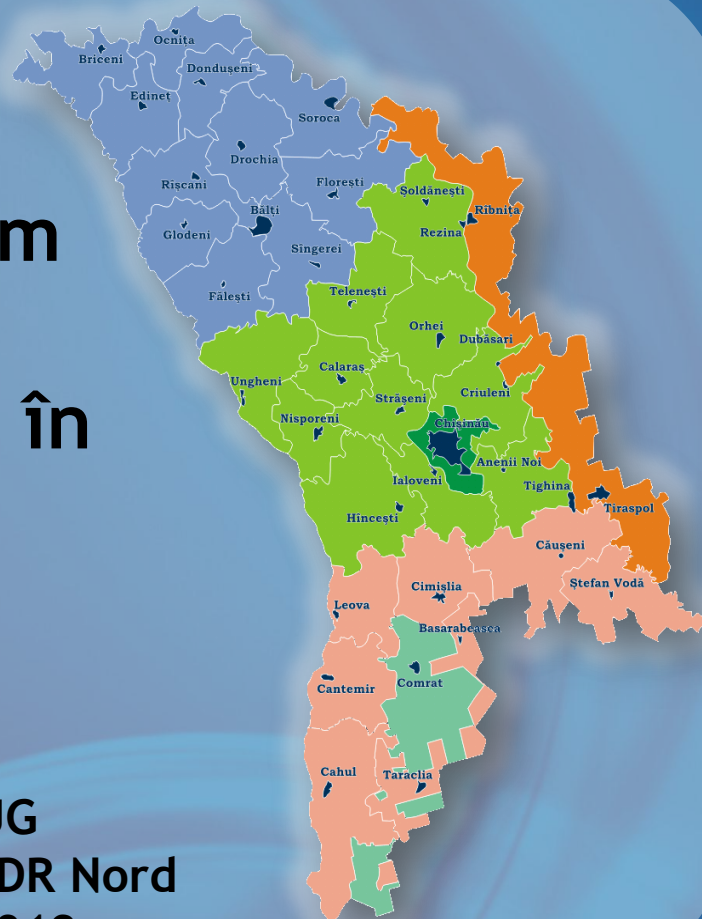 Ocnița
Briceni
Dondușeni
Edineț
Soroca
Drochia
Rîșcani
Florești
Șoldănești
Rîbnița
Bălți
Rezina
Glodeni
Sîngerei
m
Fălești
Telenești
Orhei
Dubăsari
Calaraș
Ungheni
Criuleni
Strășeni
Nisporeni
Chișinău
în
Anenii Noi
Ialoveni
Tighina
Tiraspol
Hîncești
Căușeni
Ștefan Vodă
Cimișlia
Leova
Basarabeasca
Comrat
Cantemir
Cahul
Taraclia
DR Nord